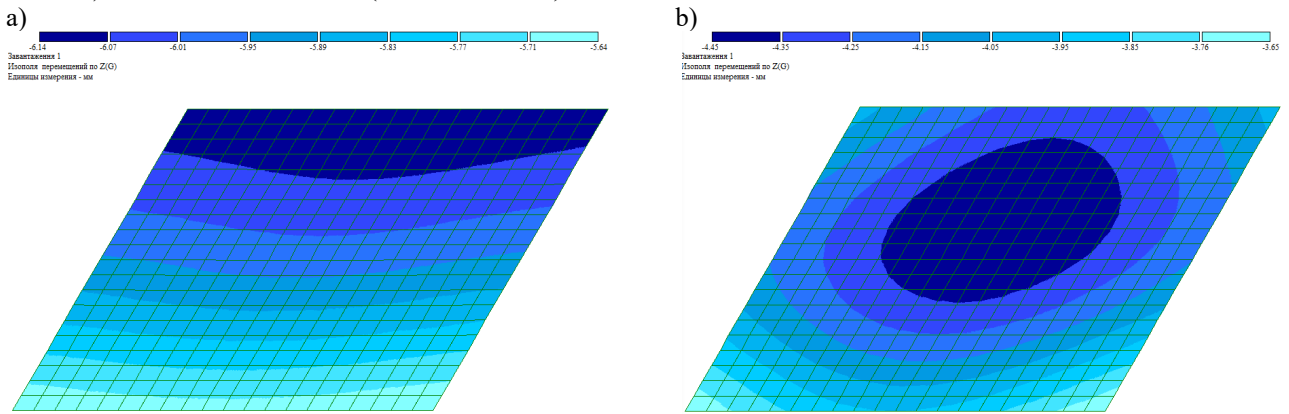 a)
b)
-6.14 -6.07 -6.01 -5.95 -5.89 -5.83 -5.77 -5.71 -5.64
Завантаження 1
Изополя перемещений по Z(G)
Единицы измерения - мм
-4.45 -4.35 -4.25 -4.15 -4.05 -3.95 -3.85 -3.76 -3.65
Завантаження 1
Изополя перемещений по Z(G)
Единицы измерения - мм